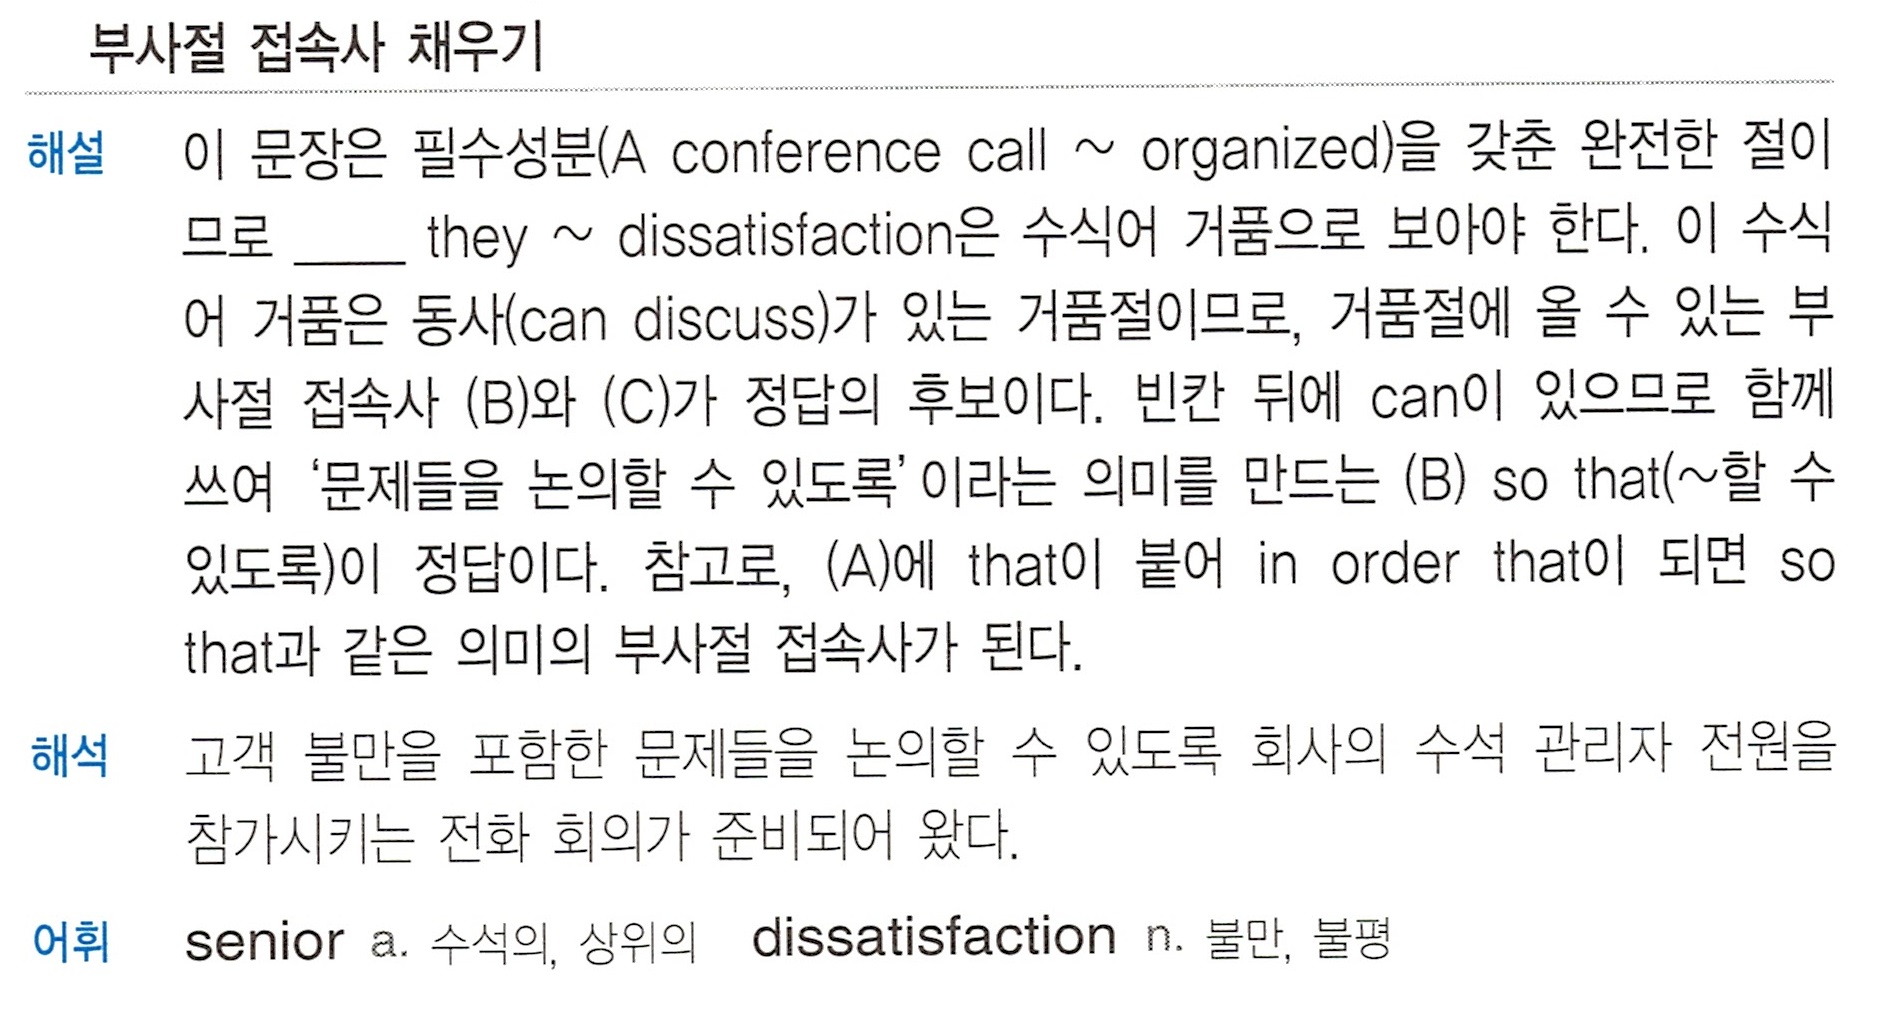 부사절 접속사 채우기
해설 이 문장은 필수성분(A conference call ~ organized)을 갖춘 완전한 절이
므로 ____ they ~ dissatisfaction은 수식어 거품으로 보아야 한다. 이 수식
어 거품은 동사(can discuss)가 있는 거품절이므로, 거품절에 올 수 있는 부
사절 접속사 (B)와 (C)가 정답의 후보이다. 빈칸 뒤에 can이 있으므로 함께
쓰여 ‘문제들을 논의할 수 있도록’이라는 의미를 만드는 (B) so that(~할 수
있도록)이 정답이다. 참고로, (A)에 that이 붙어 in order that이 되면 so
that과 같은 의미의 부사절 접속사가 된다.
해석 고객 불만을 포함한 문제들을 논의할 수 있도록 회사의 수석 관리자 전원을
참가시키는 전화 회의가 준비되어 왔다.
어휘 senior a. 수석의, 상위의 dissatisfaction n. 불만, 불평